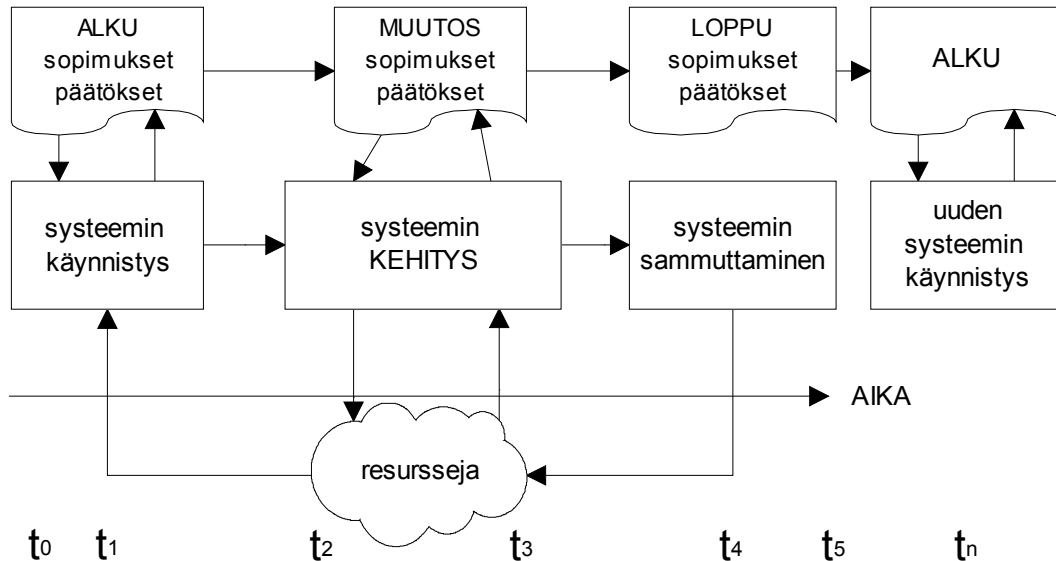 ALKU
sopimukset
päätökset
MUUTOS
sopimukset
päätökset
LOPPU
sopimukset
päätökset
ALKU
systeemin
käynnistys
systeemin
KEHITYS
systeemin
sammuttaminen
uuden
systeemin
käynnistys
AIKA
resursseja
t0 t1 t2 t3 t4 t5 tn